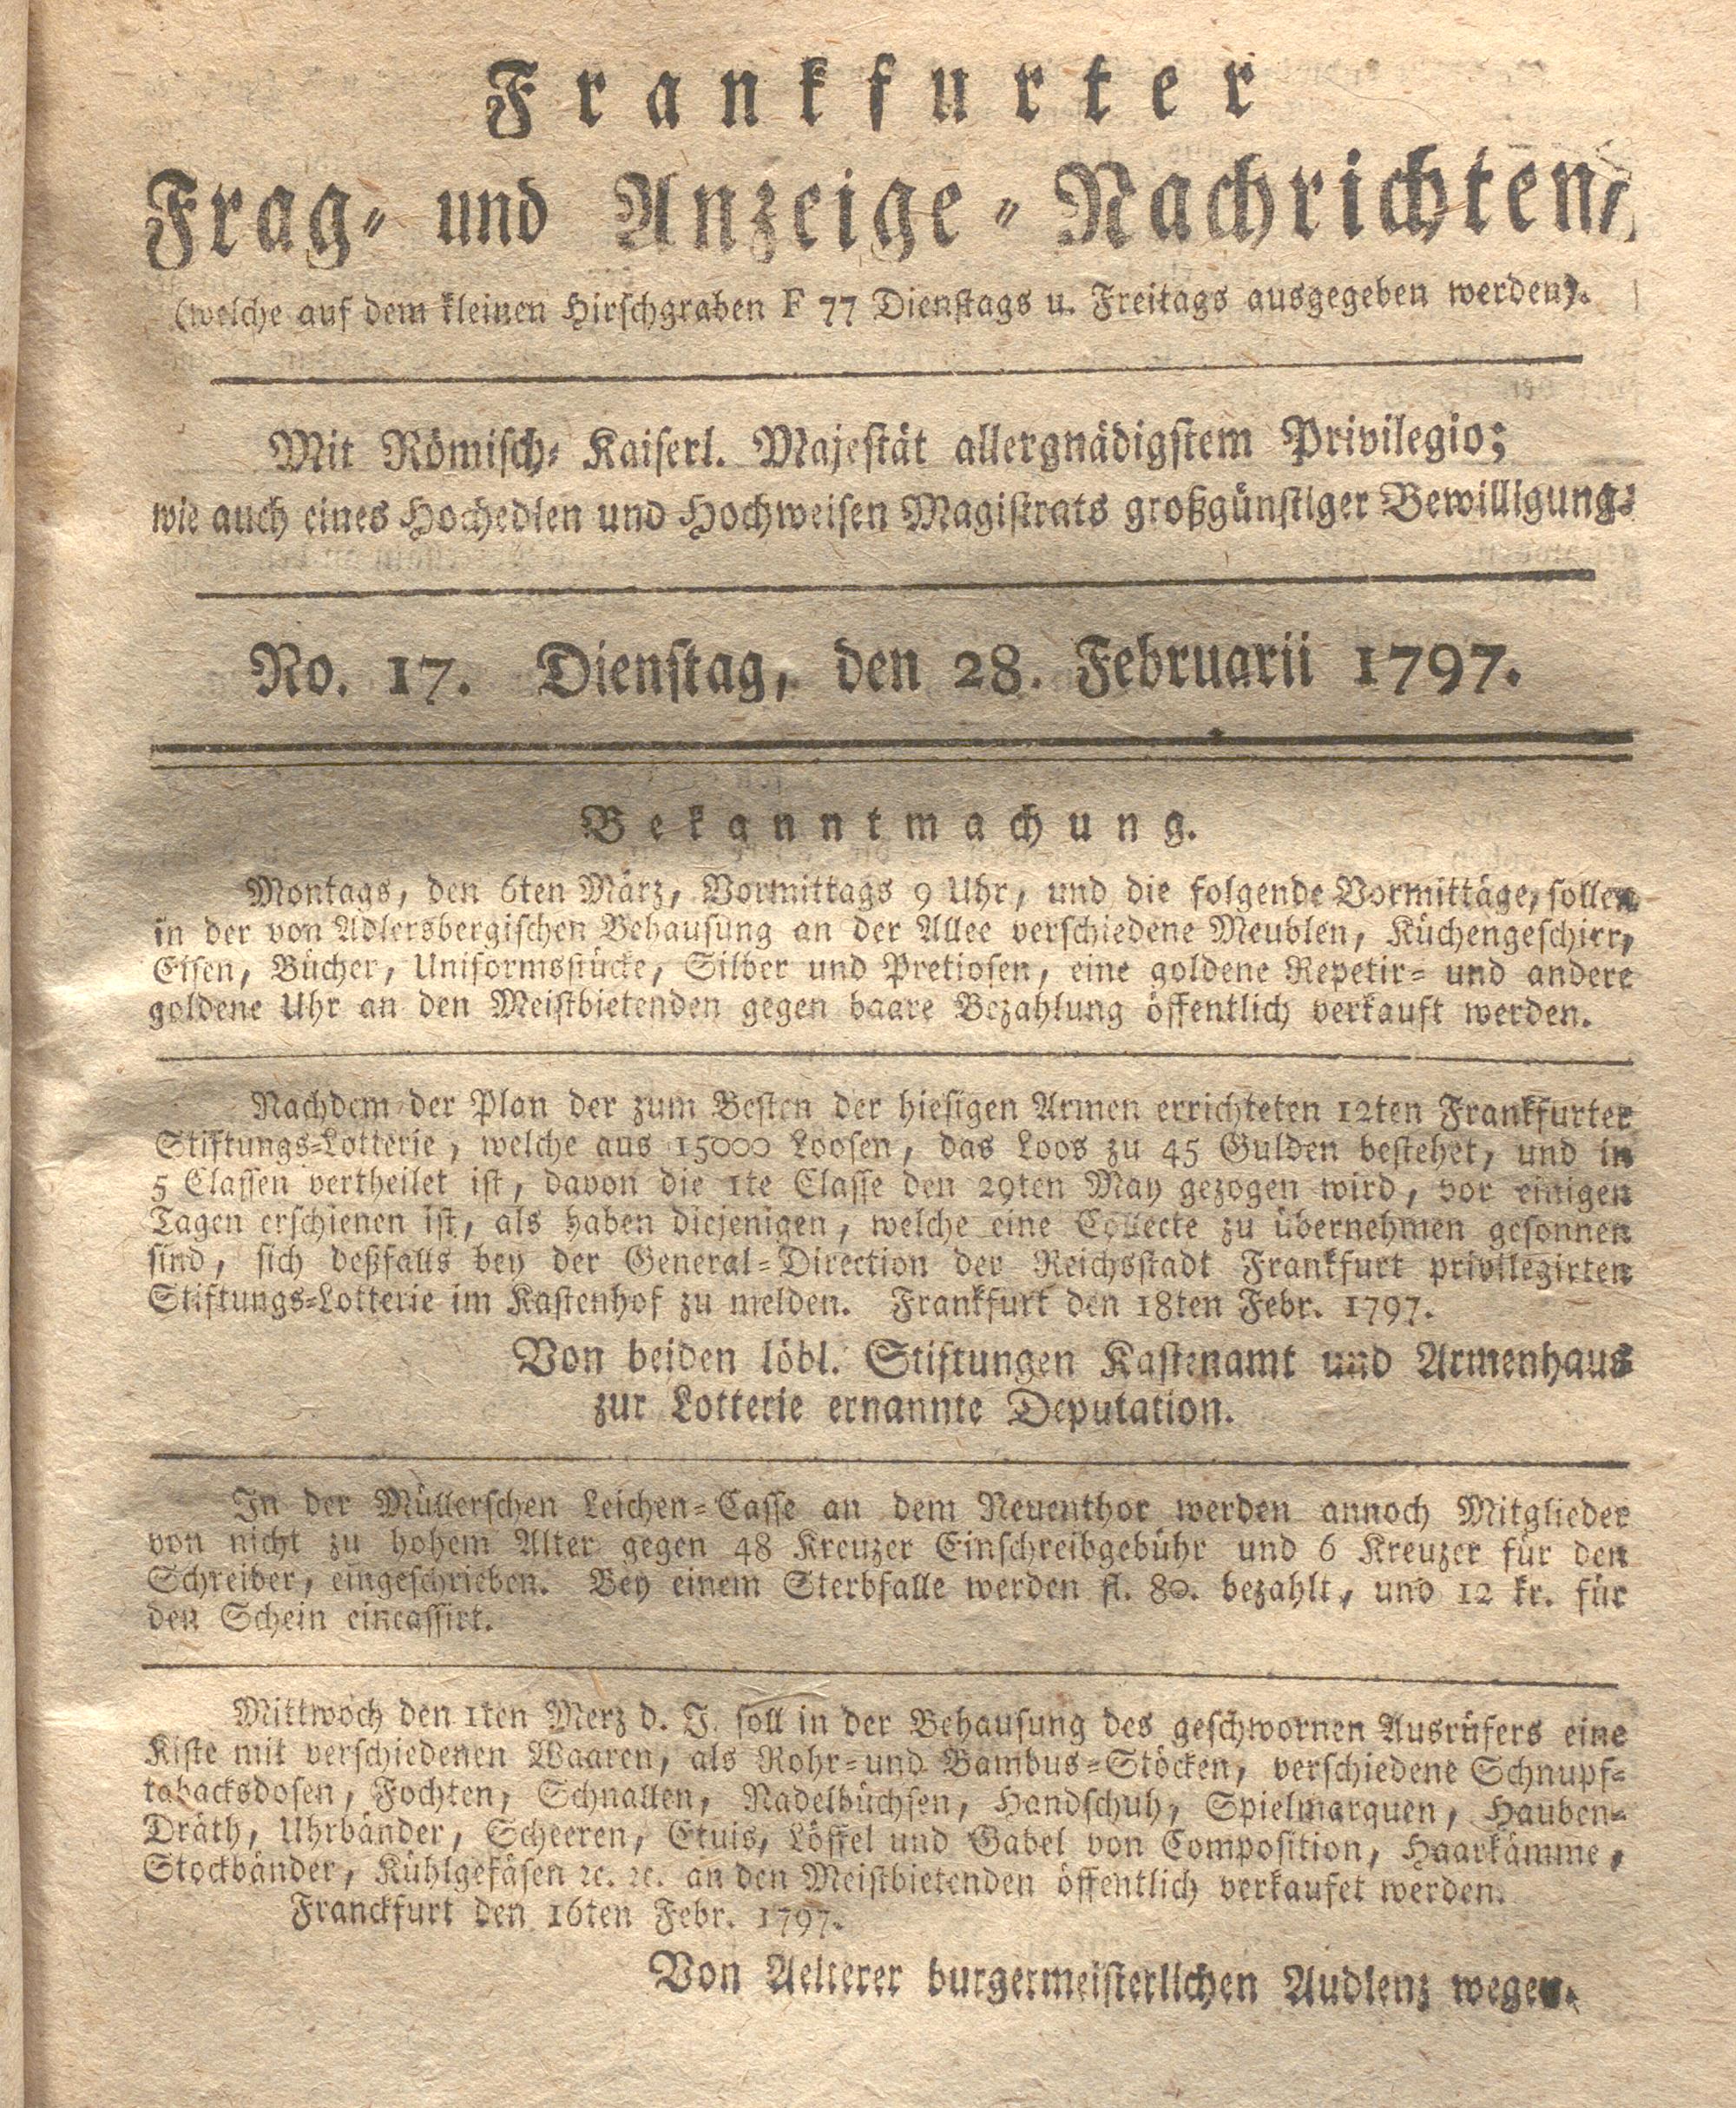 Frankfurter
Frag- und Anzeige-Nachrichten,
(welche auf dem kleinen Hirschgraben F 77 Dienstags u. Freitags ausgegeben werden).
Mit Römisch-Kaiserl. Majestät allergnädigstem Privilegio;
wie auch eines Hochedlen und Hochweisen Magistrats großgünstiger Bewilligung.
No. 17. Dienstag, den 28. Februarii 1797.
Bekanntmachung.
Montags, den 6ten März, Vormittags 9 Uhr, und die folgende Vormittäge, sollen
in der von Adlersbergischen Behausung an der Allee verschiedene Meublen, Küchengeschirr,
Eisen, Bücher, Uniformsstücke, Silber und Pretiosen, eine goldene Repetir- und andere
goldene Uhr an den Meistbietenden gegen baare Bezahlung öffentlich verkauft werden.
Nachdem der Plan der zum Besten der hiesigen Armen errichteten 12ten Frankfurter
Stiftungs-Lotterie, welche aus 15000 Loosen, das Loos zu 45 Gulden bestehet, und in
5 Classen vertheilet ist, davon die 1te Classe den 29ten May gezogen wird, vor einigen
Tagen erschienen ist, als haben diejenigen, welche eine Collecte zu übernehmen gesonnen
sind, sich deßfalls bey der General-Direction der Reichsstadt Frankfurt privilegirten
Stiftungs-Lotterie im Kastenhof zu melden. Frankfurt den 18ten Febr. 1797.
Von beiden löbl. Stiftungen Kastenamt und Armenhaus
zur Lotterie ernannte Deputation.
In der Müllerschen Leichen-Casse an dem Neuenthor werden annoch Mitglieder
von nicht zu hohem Alter gegen 48 Kreuzer Einschreibgebühr und 6 Kreuzer für den
Schreiber, eingeschrieben. Bey einem Sterbfalle werden fl. 80. bezahlt, und 12 kr. für
den Schein eincassirt.
Mittwoch den 1ten Merz d. J. soll in der Behausung des geschwornen Ausrüfers eine
Kiste mit verschiedenen Waaren, als Rohr- und Bambus-Stöcken, verschiedene Schnupf-
tabacksdosen, Fochten, Schnallen, Nadelbüchsen, Handschuh, Spielmarquen, Hauben-
Dräth, Uhrbänder, Scheeren, Etuis, Löffel und Gabel von Composition, Haarkämme,
Stockbänder, Kühlgefäsen ꝛc. ꝛc. an den Meistbietenden öffentlich verkaufet werden.
Franckfurt den 16ten Febr. 1797.
Von Aelterer burgermeisterlichen Audienz wegen.